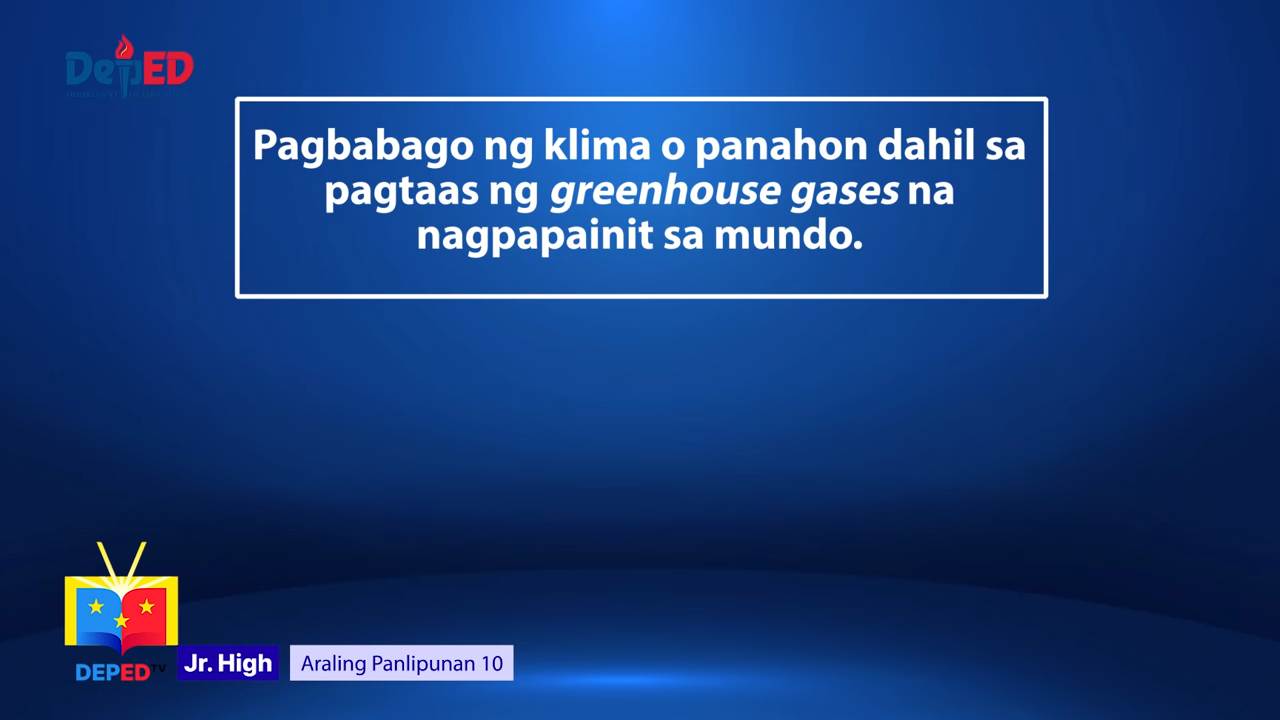 DepED
Pagbabago ng klima o panahon dahil sa
pagtaas ng greenhouse gases na
nagpapainit sa mundo.
DEPED TV
Jr. High
Araling Panlipunan 10